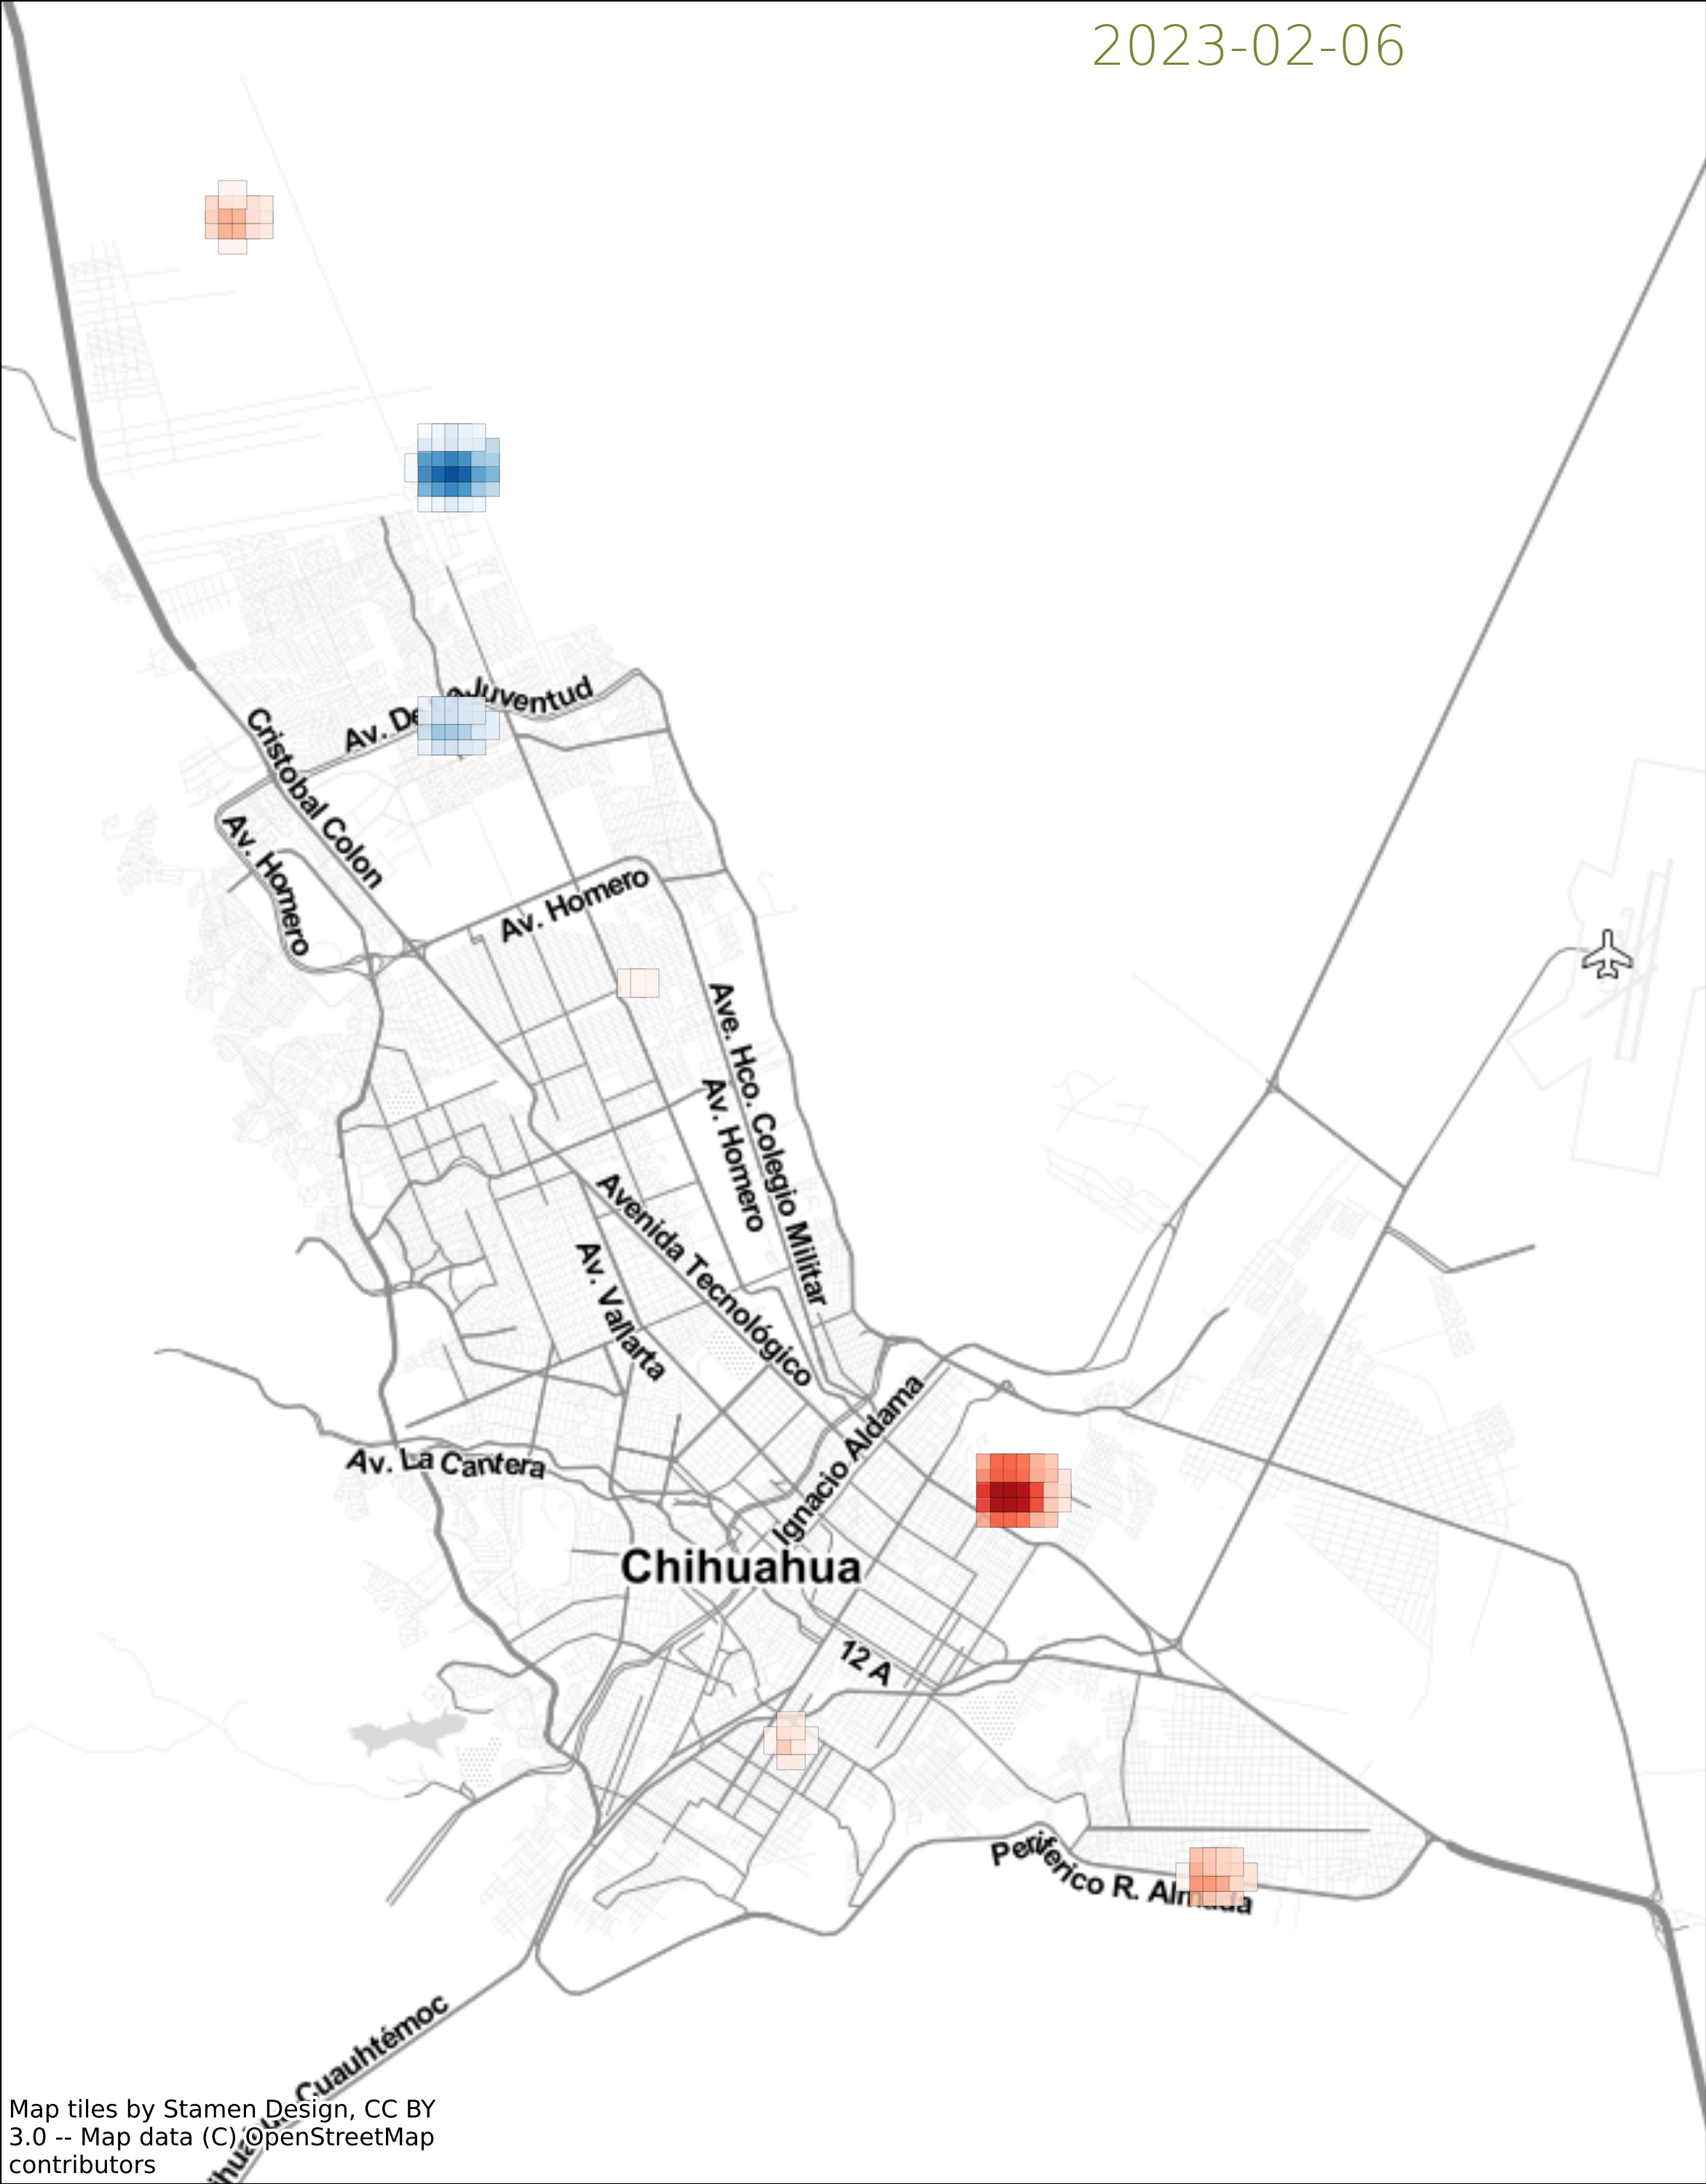 2023-02-06
Juventud
Av. De
Cristobal Colon
Av. Homero
Av. Homero
Ave. Hco. Colegio Militar
Av. Homero
Avenida Tecnológico
Av. Vallarta
Ignacio Aldama
Av. La Cantera
Chihuahua
12 A
Periferico R. Almada
Cuauhtémoc
Map tiles by Stamen Design, CC BY
3.0 -- Map data (C) OpenStreetMap
contributors